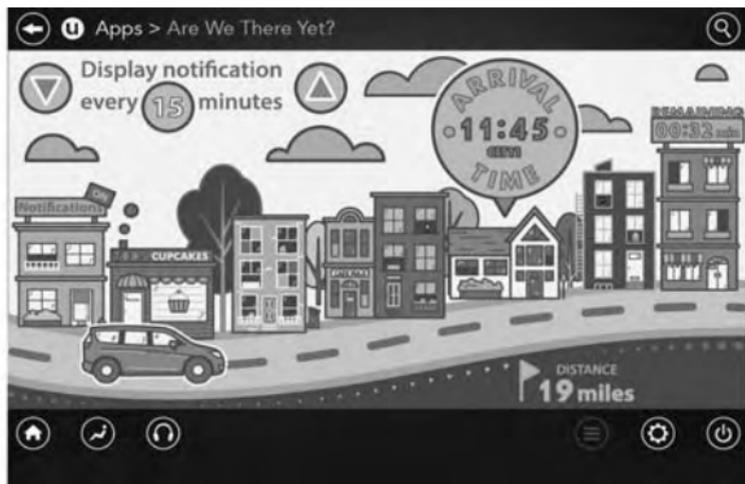 Apps > Are We There Yet?
Display notification
every 15 minutes
ARRIVAL
11:45
TIME
REMAINING
00:32 min
Notifications
ON
CUPCAKES
DISTANCE
19 miles